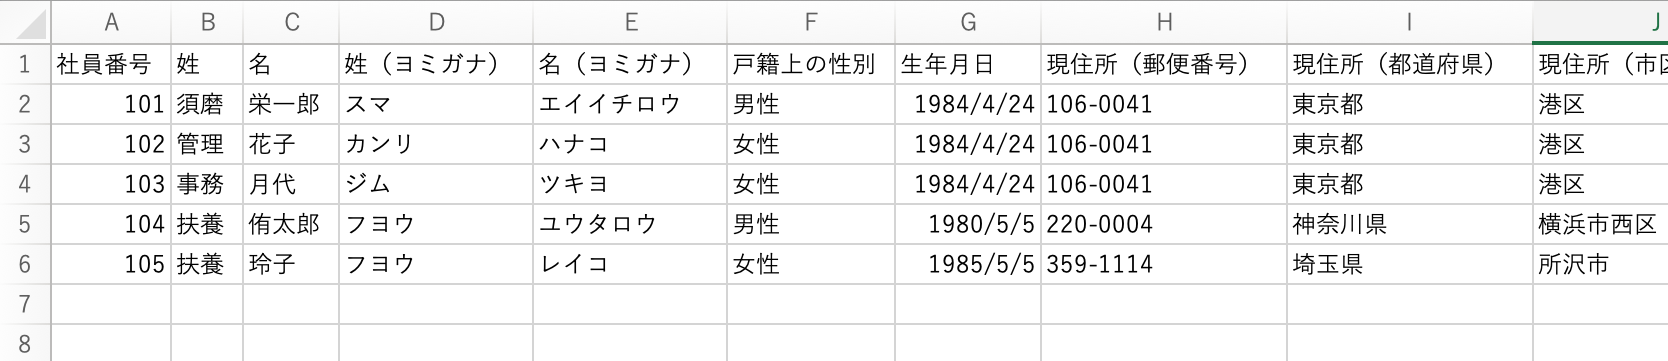 A B C D E F G H I J
1 社員番号 姓 名 姓（ヨミガナ） 名（ヨミガナ） 戸籍上の性別 生年月日 現住所（郵便番号） 現住所（都道府県） 現住所（市区
2 101 須磨 栄一郎 スマ エイイチロウ 男性 1984/4/24 106-0041 東京都 港区
3 102 管理 花子 カンリ ハナコ 女性 1984/4/24 106-0041 東京都 港区
4 103 事務 月代 ジム ツキヨ 女性 1984/4/24 106-0041 東京都 港区
5 104 扶養 侑太郎 フヨウ ユウタロウ 男性 1980/5/5 220-0004 神奈川県 横浜市西区
6 105 扶養 玲子 フヨウ レイコ 女性 1985/5/5 359-1114 埼玉県 所沢市
7
8